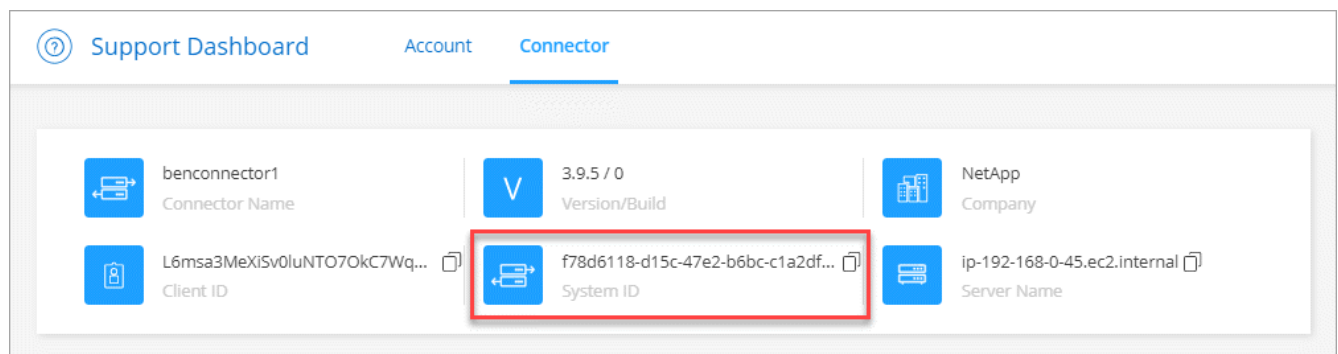 Support Dashboard Account Connector
benconnector1
Connector Name
V
3.9.5 / 0
Version/Build
NetApp
Company
L6msa3MeXiSv0luNTO7OkC7Wq...
Client ID
f78d6118-d15c-47e2-b6bc-c1a2df...
System ID
ip-192-168-0-45.ec2.internal
Server Name